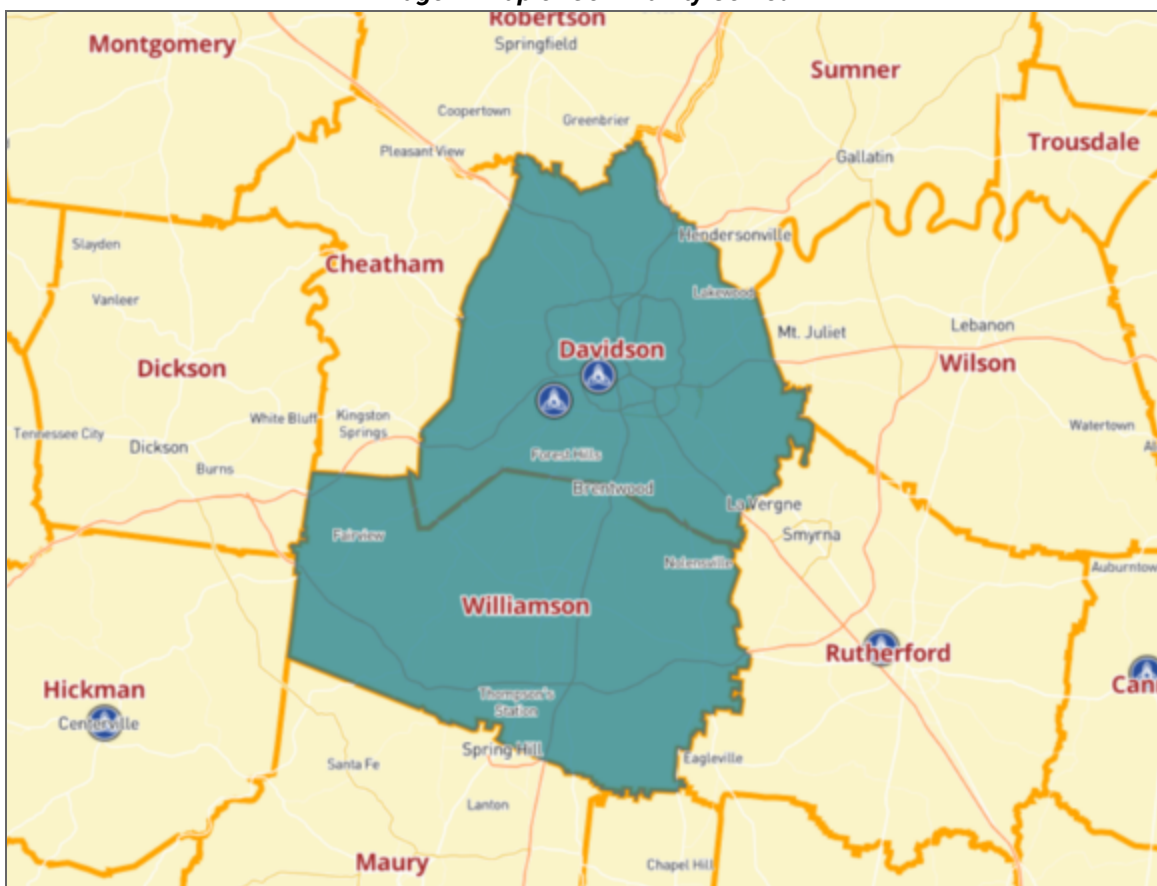 Robertson
Montgomery
Springfield
Sumner
Coopertown
Greenbrier
Trousdale
Pleasant View
Gallatin
Hendersonville
Slayden
Cheatham
Lakewood
Vanleer
Lebanon
Mt. Juliet
Davidson
Wilson
Dickson
Kingston
Springs
White Bluff
Watertown
Tennessee City
Dickson
Forest Hills
Burns
Brentwood
La Vergne
Fairview
Smyrna
Nolensville
Auburntow
Williamson
Rutherford
Hickman
Can
Thompson's
Station
Centerville
Spring Hill
Eagleville
Santa Fe
Lanton
Maury
Chapel Hill